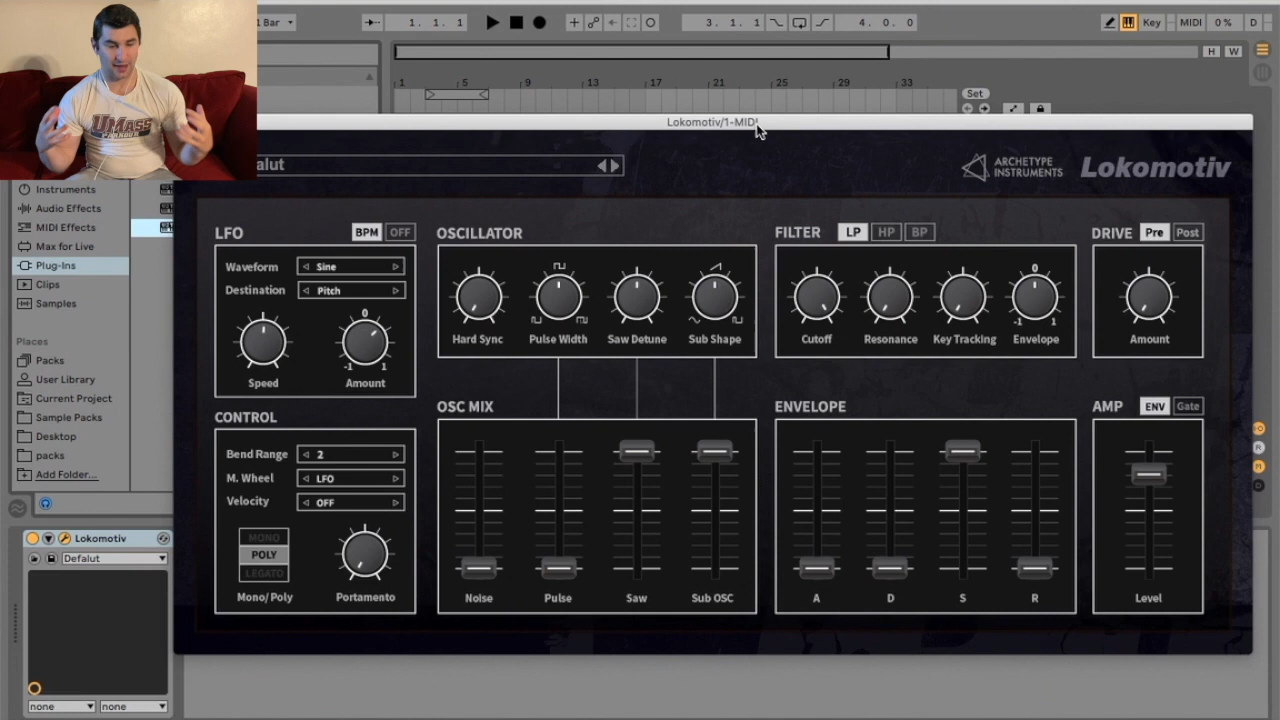 1 Bar
1. 1. 1
3. 1. 1
4. 0. 0
Key
MIDI
0 %
D
H
W
1 5 9 13 17 21 25 29 33
Set
UMASS
PARKOUR
Lokomotiv/1-MIDI
alut
ARCHETYPE
INSTRUMENTS
Lokomotiv
Instruments
Audio Effects
MIDI Effects
Max for Live
Plug-Ins
Clips
Samples
Places
Packs
User Library
Current Project
Sample Packs
Desktop
packs
Add Folder...
LFO
BPM
OFF
Waveform
Sine
Destination
Pitch
0
-1 1
Speed
Amount
OSCILLATOR
Hard Sync
Pulse Width
Saw Detune
Sub Shape
FILTER
LP
HP
BP
0
-1 1
Cutoff
Resonance
Key Tracking
Envelope
DRIVE
Pre
Post
Amount
CONTROL
Bend Range
2
M. Wheel
LFO
Velocity
OFF
MONO
POLY
LEGATO
Mono/Poly
Portamento
OSC MIX
Noise
Pulse
Saw
Sub OSC
ENVELOPE
A
D
S
R
AMP
ENV
Gate
Level
Lokomotiv
Defalut
none
none
R
M
D